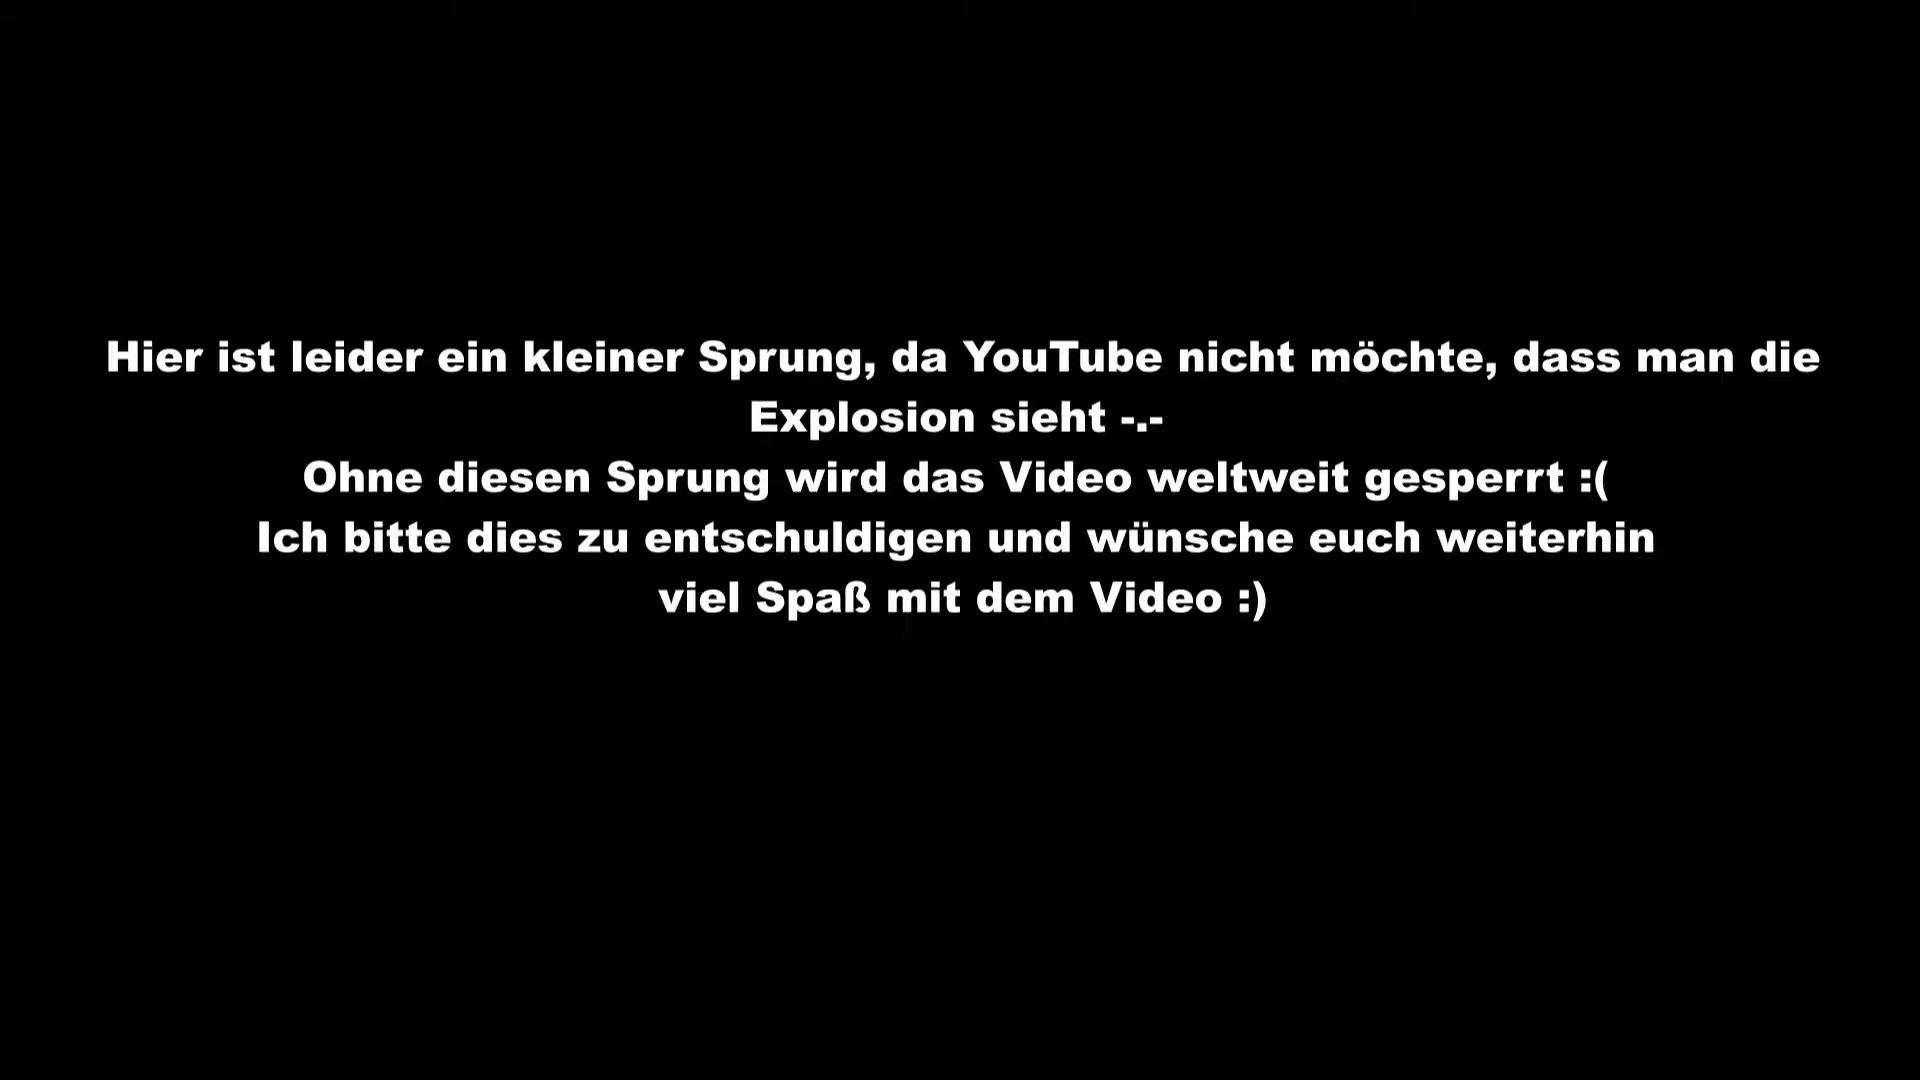 Hier ist leider ein kleiner Sprung, da YouTube nicht möchte, dass man die
Explosion sieht -.-
Ohne diesen Sprung wird das Video weltweit gesperrt :(
Ich bitte dies zu entschuldigen und wünsche euch weiterhin
viel Spaß mit dem Video :)